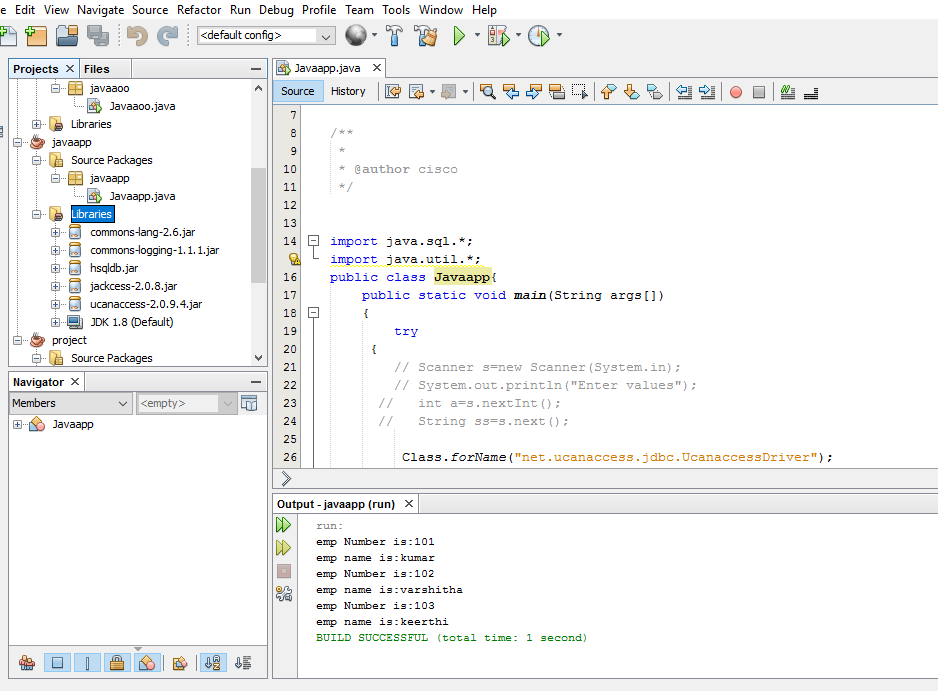 e Edit View Navigate Source Refactor Run Debug Profile Team Tools Window Help
<default config>
Projects Files
javaaoo
Javaaoo.java
Libraries
javaapp
Source Packages
javaapp
Javaapp.java
Libraries
commons-lang-2.6.jar
commons-logging-1.1.1.jar
hsqldb.jar
jackcess-2.0.8.jar
ucanaccess-2.0.9.4.jar
JDK 1.8 (Default)
project
Source Packages
Navigator
Members <empty>
Javaapp
Javaapp.java
Source History
7
8 /**
9 *
10 * @author cisco
11 */
12
13
14 import java.sql.*;
import java.util.*;
16 public class Javaapp{
17 public static void main(String args[])
18 {
19 try
20 {
21 // Scanner s=new Scanner(System.in);
22 // System.out.println("Enter values");
23 // int a=s.nextInt();
24 // String ss=s.next();
25
26 Class.forName("net.ucanaccess.jdbc.UcanaccessDriver");
Output - javaapp (run)
run:
emp Number is:101
emp name is:kumar
emp Number is:102
emp name is:varshitha
emp Number is:103
emp name is:keerthi
BUILD SUCCESSFUL (total time: 1 second)